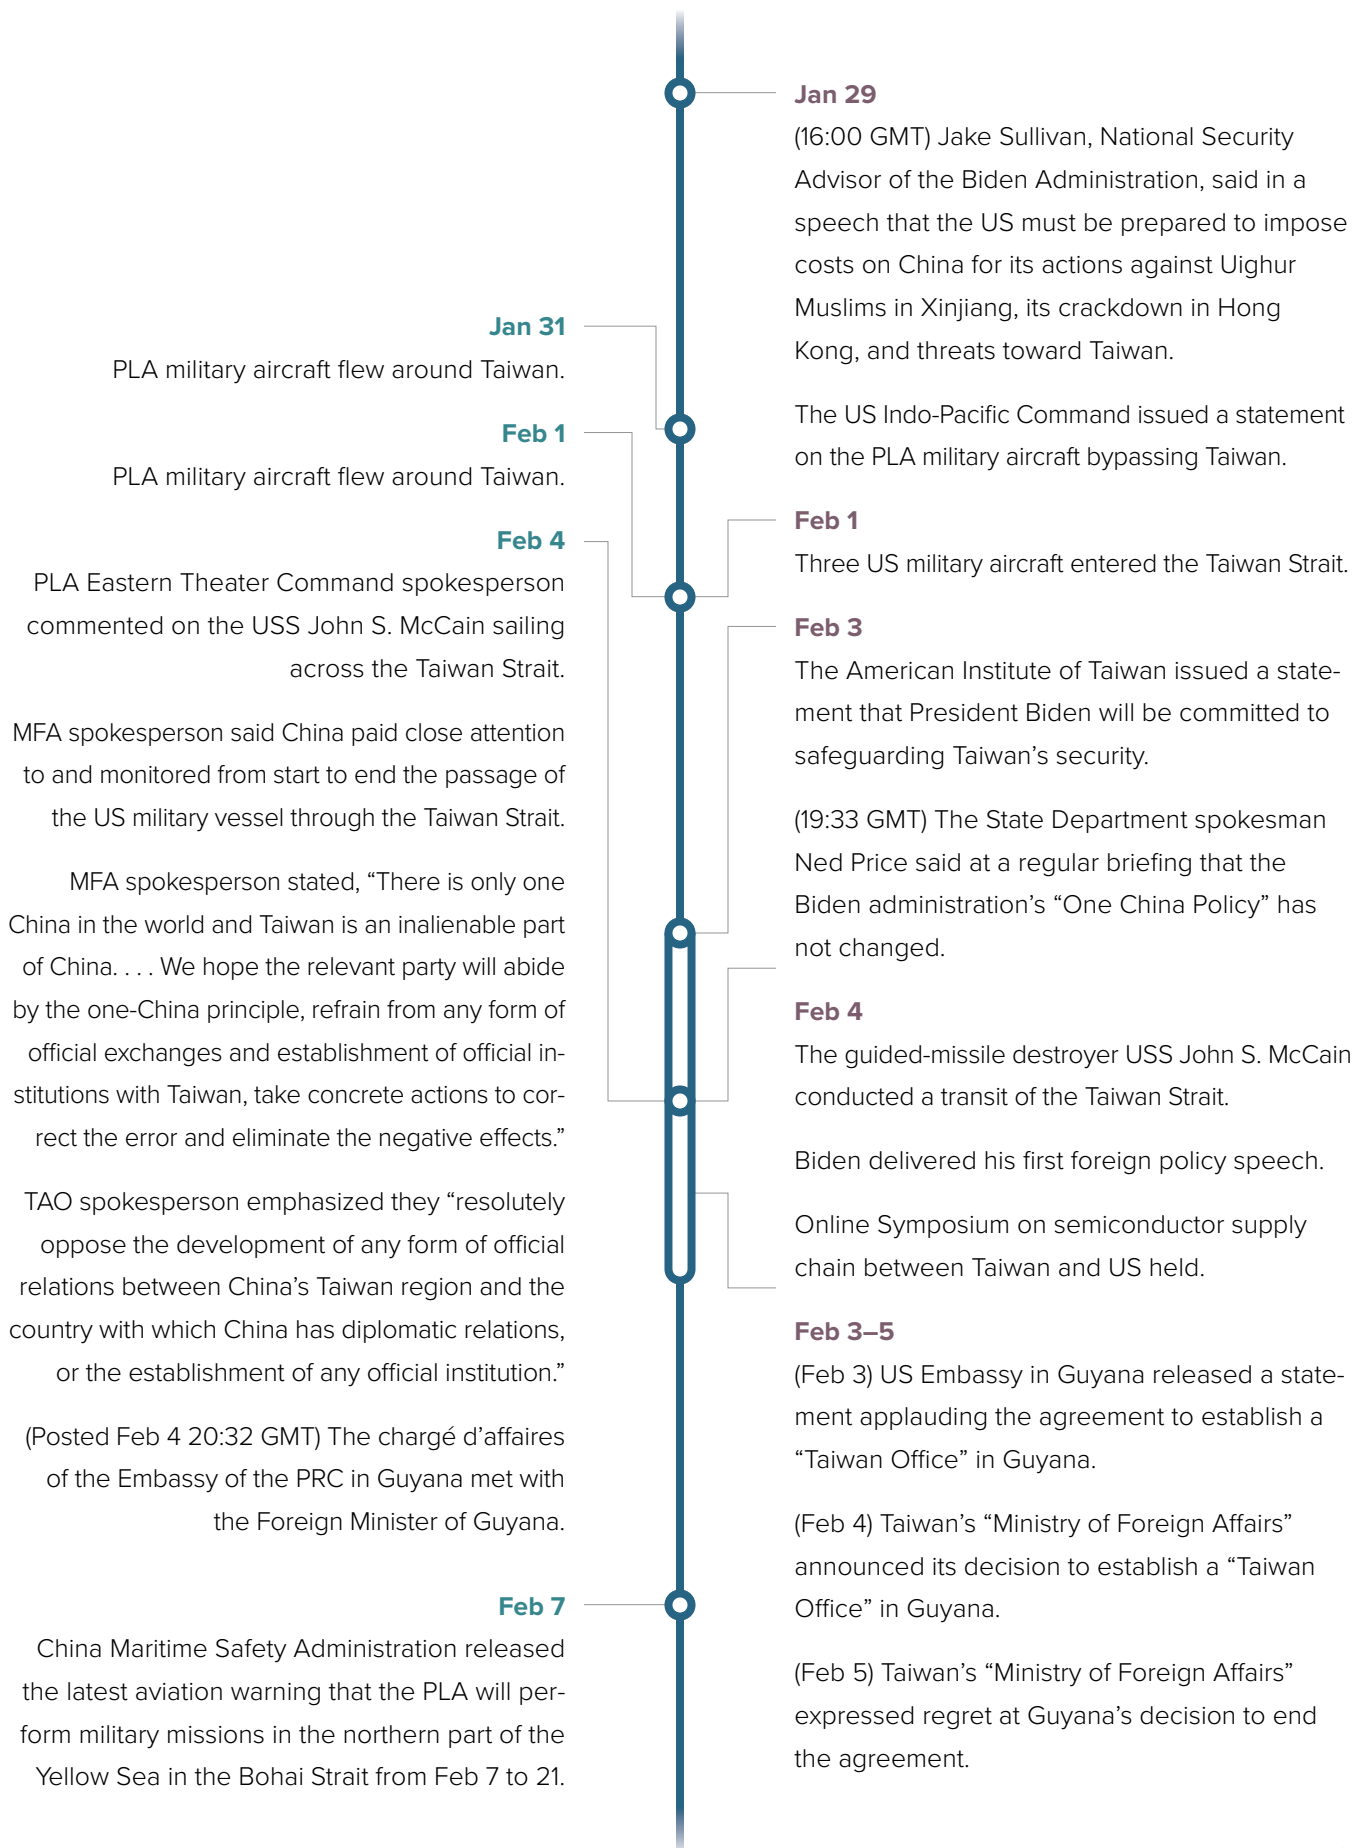 Jan 29
(16:00 GMT) Jake Sullivan, National Security
Advisor of the Biden Administration, said in a
speech that the US must be prepared to impose
costs on China for its actions against Uighur
Muslims in Xinjiang, its crackdown in Hong
Kong, and threats toward Taiwan.
The US Indo-Pacific Command issued a statement
on the PLA military aircraft bypassing Taiwan.
Jan 31
PLA military aircraft flew around Taiwan.
Feb 1
PLA military aircraft flew around Taiwan.
Feb 1
Three US military aircraft entered the Taiwan Strait.
Feb 3
The American Institute of Taiwan issued a state-
ment that President Biden will be committed to
safeguarding Taiwan’s security.
(19:33 GMT) The State Department spokesman
Ned Price said at a regular briefing that the
Biden administration’s “One China Policy” has
not changed.
Feb 4
PLA Eastern Theater Command spokesperson
commented on the USS John S. McCain sailing
across the Taiwan Strait.
MFA spokesperson said China paid close attention
to and monitored from start to end the passage of
the US military vessel through the Taiwan Strait.
MFA spokesperson stated, “There is only one
China in the world and Taiwan is an inalienable part
of China. . . . We hope the relevant party will abide
by the one-China principle, refrain from any form of
official exchanges and establishment of official in-
stitutions with Taiwan, take concrete actions to cor-
rect the error and eliminate the negative effects.”
TAO spokesperson emphasized they “resolutely
oppose the development of any form of official
relations between China’s Taiwan region and the
country with which China has diplomatic relations,
or the establishment of any official institution.”
(Posted Feb 4 20:32 GMT) The chargé d’affaires
of the Embassy of the PRC in Guyana met with
the Foreign Minister of Guyana.
Feb 4
The guided-missile destroyer USS John S. McCain
conducted a transit of the Taiwan Strait.
Biden delivered his first foreign policy speech.
Online Symposium on semiconductor supply
chain between Taiwan and US held.
Feb 3–5
(Feb 3) US Embassy in Guyana released a state-
ment applauding the agreement to establish a
“Taiwan Office” in Guyana.
(Feb 4) Taiwan’s “Ministry of Foreign Affairs”
announced its decision to establish a “Taiwan
Office” in Guyana.
(Feb 5) Taiwan’s “Ministry of Foreign Affairs”
expressed regret at Guyana’s decision to end
the agreement.
Feb 7
China Maritime Safety Administration released
the latest aviation warning that the PLA will per-
form military missions in the northern part of the
Yellow Sea in the Bohai Strait from Feb 7 to 21.